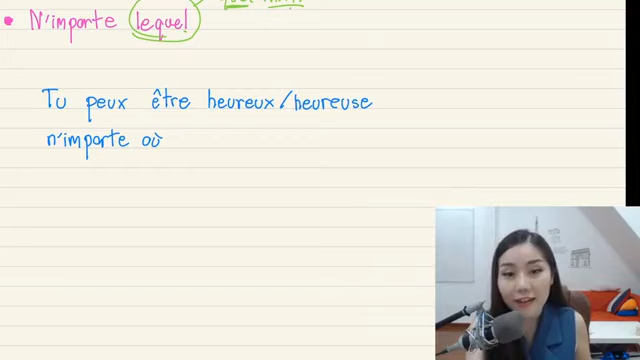 • N'importe lequel
Tu peux être heureux/heureuse
n'importe où